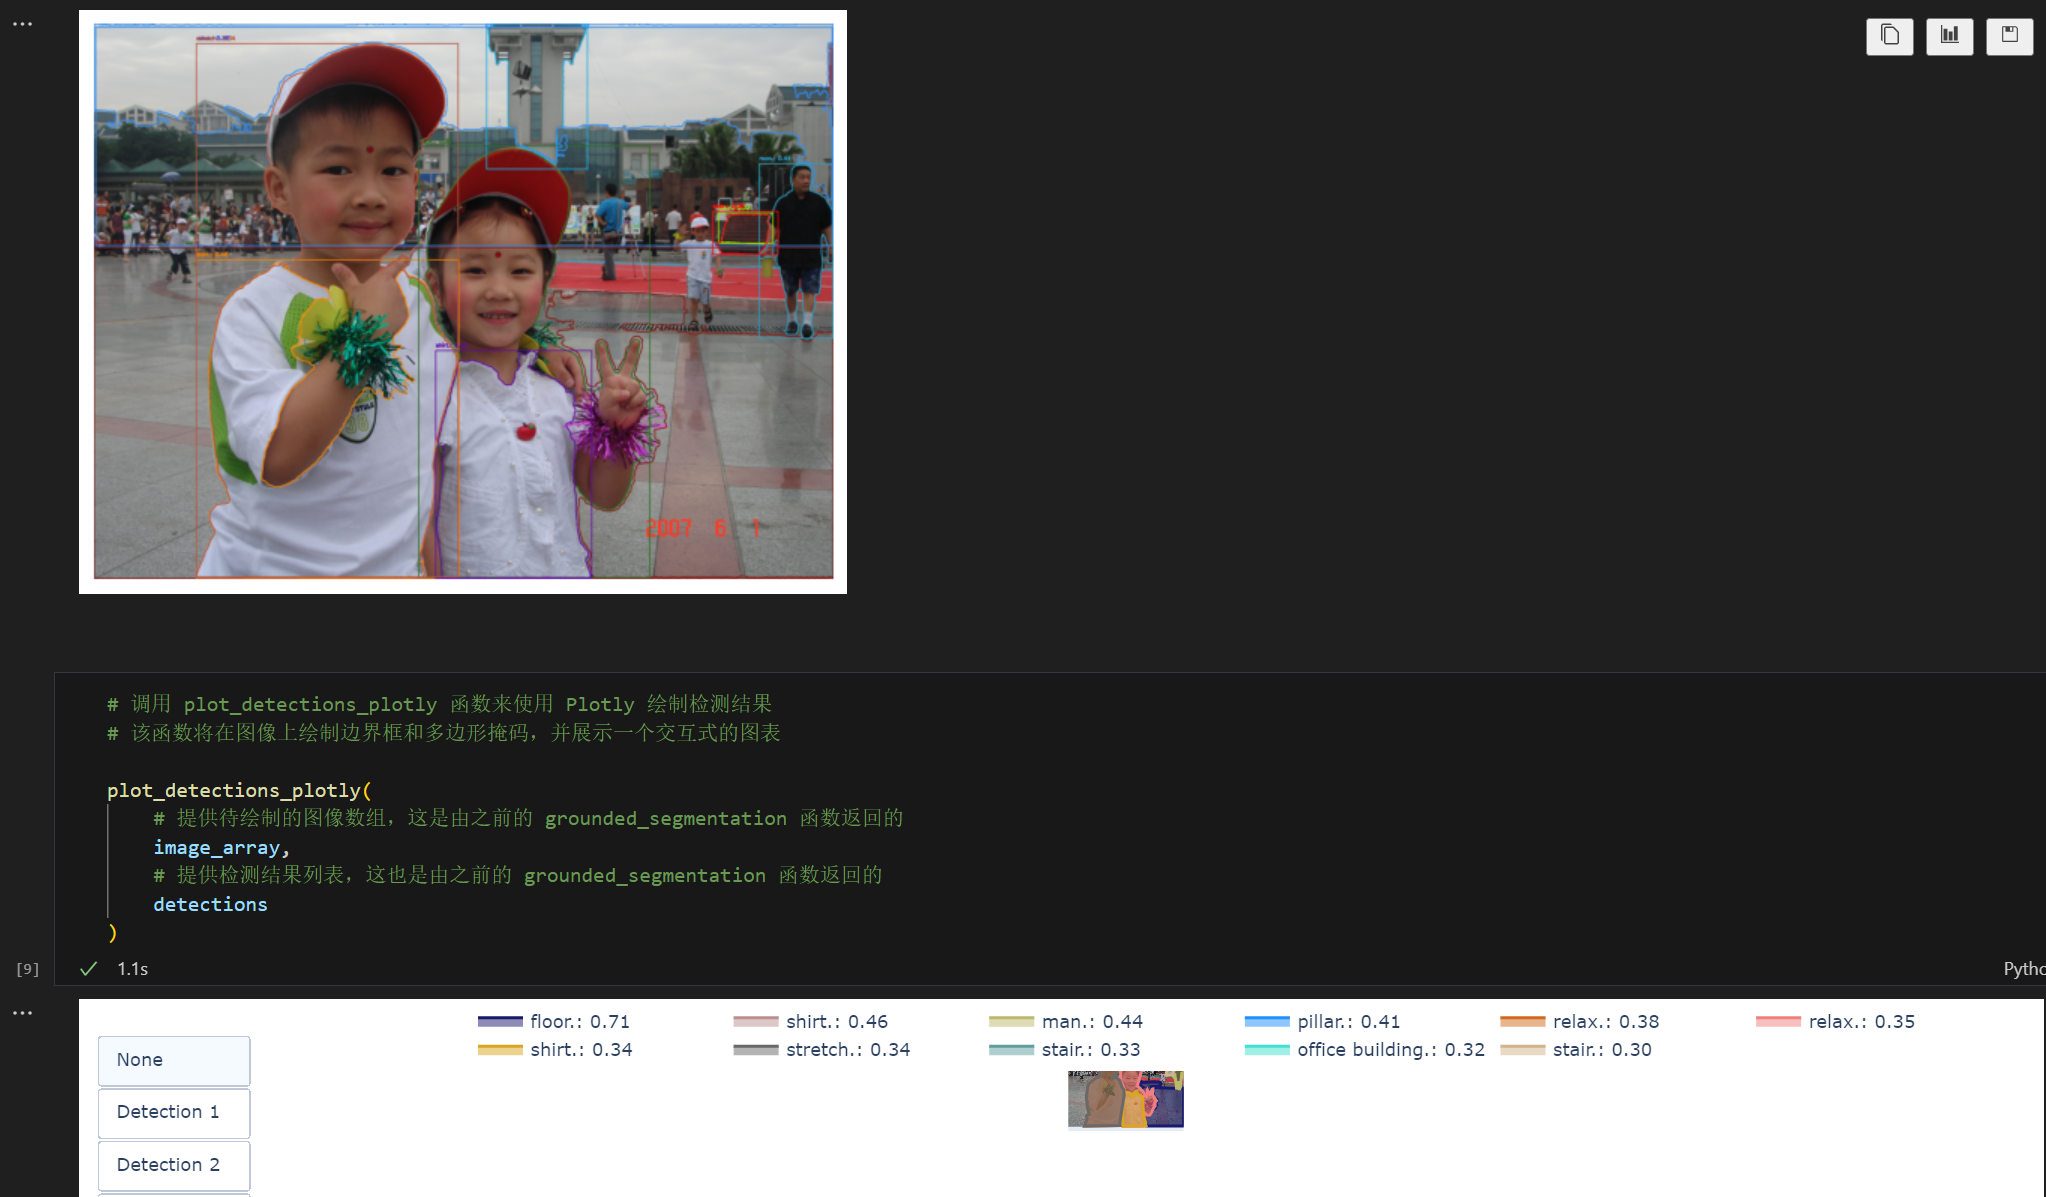 2007 6 1
# 调用 plot_detections_plotly 函数来使用 Plotly 绘制检测结果
# 该函数将在图像上绘制边界框和多边形掩码，并展示一个交互式的图表
plot_detections_plotly(
# 提供待绘制的图像数组，这是由之前的 grounded_segmentation 函数返回的
image_array,
# 提供检测结果列表，这也是由之前的 grounded_segmentation 函数返回的
detections
)
[9] 1.1s
floor.: 0.71 shirt.: 0.46 man.: 0.44 pillar.: 0.41 relax.: 0.38 relax.: 0.35
shirt.: 0.34 stretch.: 0.34 stair.: 0.33 office building.: 0.32 stair.: 0.30
None
Detection 1
Detection 2